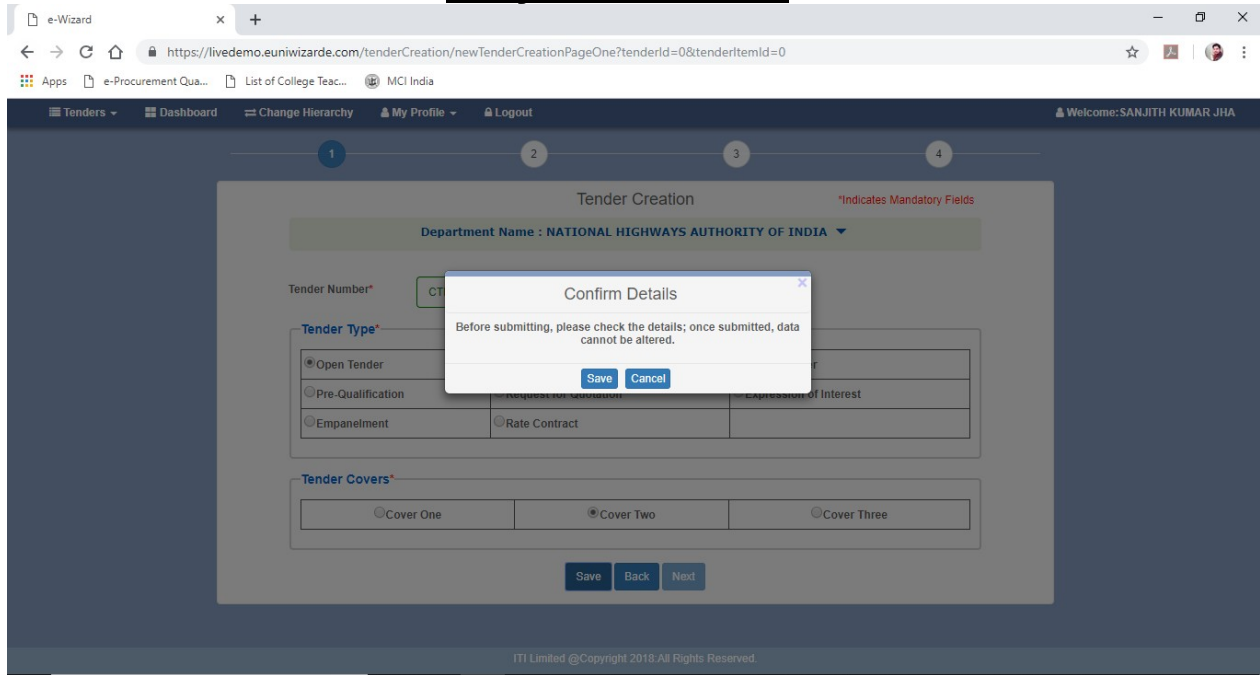 e-Wizard
https://livedemo.euniwizarde.com/tenderCreation/newTenderCreationPageOne?tenderId=0&tenderItemId=0
Apps e-Procurement Qua... List of College Teac... MCI India
Tenders Dashboard Change Hierarchy My Profile Logout Welcome:SANJITH KUMAR JHA
1 2 3 4
Tender Creation *Indicates Mandatory Fields
Department Name : NATIONAL HIGHWAYS AUTHORITY OF INDIA
Tender Number*
Confirm Details
Before submitting, please check the details; once submitted, data
cannot be altered.
Save Cancel
Tender Type*
Open Tender
Pre-Qualification Request for Quotation Expression of Interest
Empanelment Rate Contract
Tender Covers*
Cover One Cover Two Cover Three
Save Back Next
ITI Limited @Copyright 2018:All Rights Reserved.